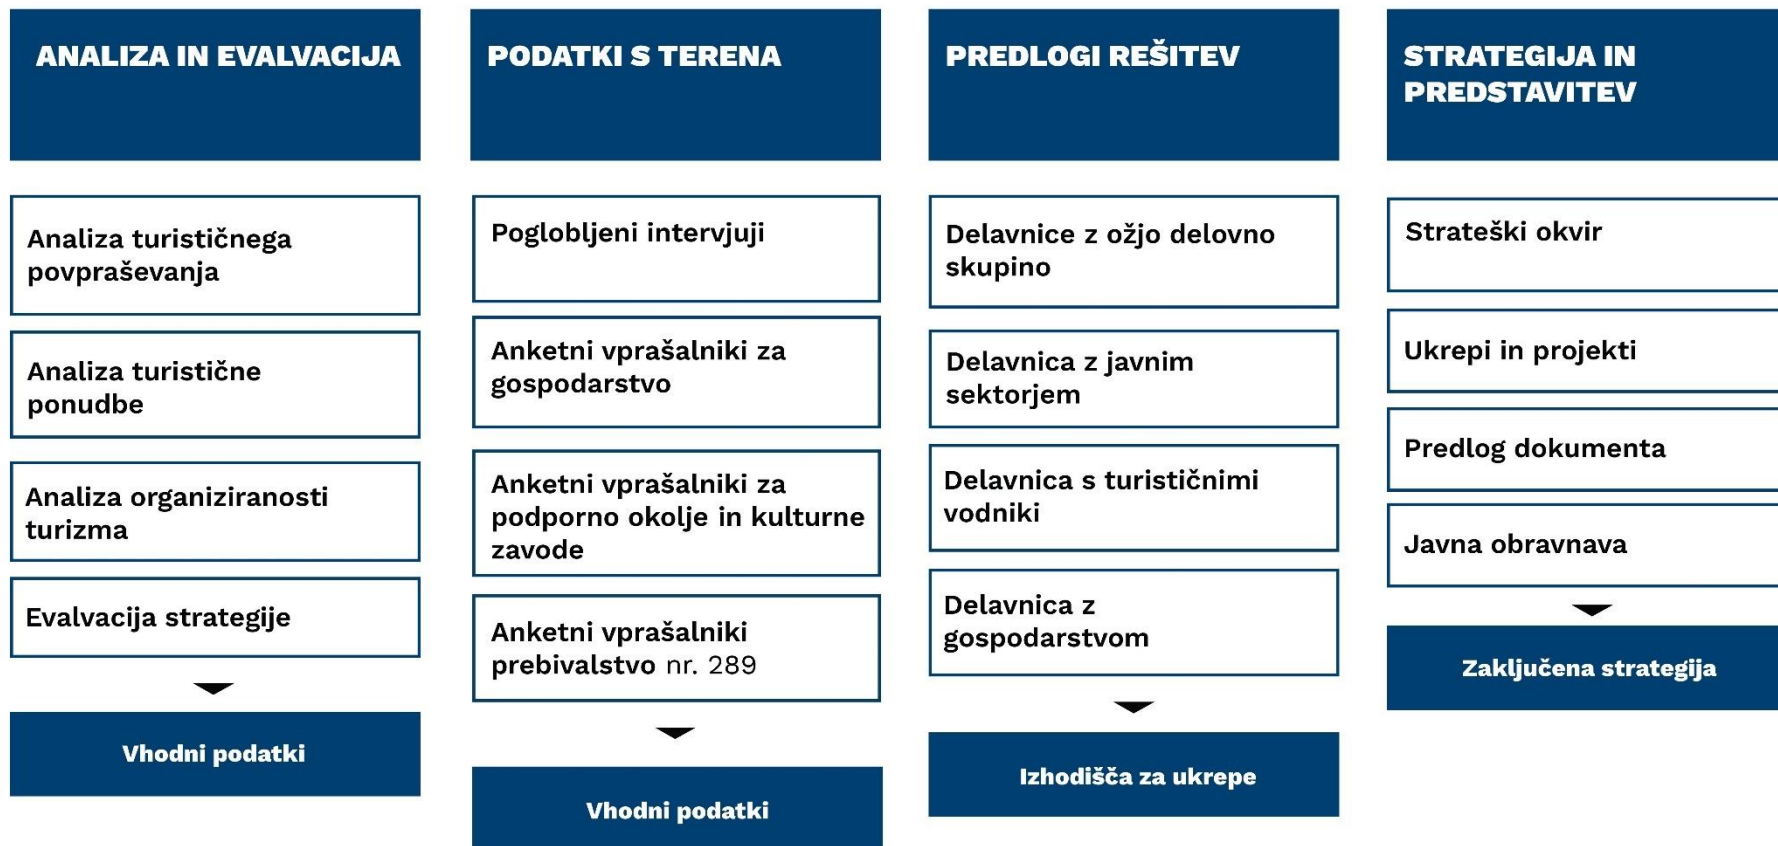 ANALIZA IN EVALVACIJA
Analiza turističnega
povpraševanja
Analiza turistične
ponudbe
Analiza organiziranosti
turizma
Evalvacija strategije
Vhodni podatki
PODATKI S TERENA
Poglobljeni intervjuji
Anketni vprašalniki za
gospodarstvo
Anketni vprašalniki za
podporno okolje in kulturne
zavode
Anketni vprašalniki
prebivalstvo nr. 289
Vhodni podatki
PREDLOGI REŠITEV
Delavnice z ožjo delovno
skupino
Delavnica z javnim
sektorjem
Delavnica s turističnimi
vodniki
Delavnica z
gospodarstvom
Izhodišča za ukrepe
STRATEGIJA IN
PREDSTAVITEV
Strateški okvir
Ukrepi in projekti
Predlog dokumenta
Javna obravnava
Zaključena strategija